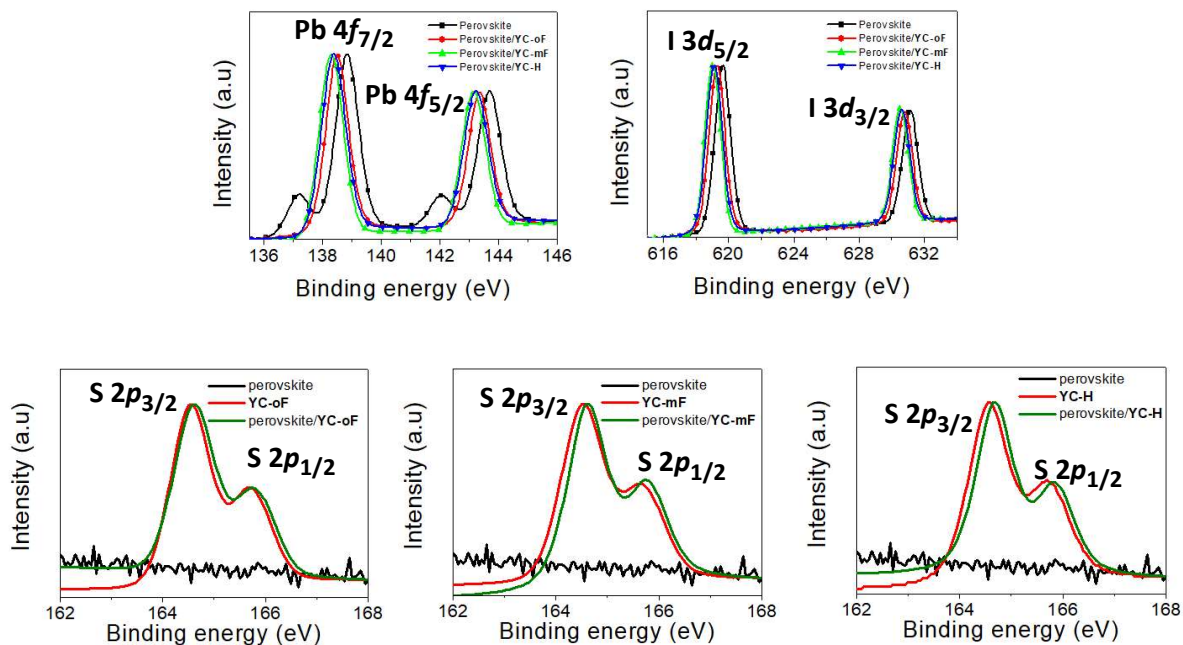 Pb 4f7/2
Pb 4f5/2
Perovskite
Perovskite/YC-oF
Perovskite/YC-mF
Perovskite/YC-H
Intensity (a.u)
136 138 140 142 144 146
Binding energy (eV)
I 3d5/2
I 3d3/2
Perovskite
Perovskite/YC-oF
Perovskite/YC-mF
Perovskite/YC-H
Intensity (a.u)
616 620 624 628 632
Binding energy (eV)
S 2p3/2
S 2p1/2
perovskite
YC-oF
perovskite/YC-oF
Intensity (a.u)
162 164 166 168
Binding energy (eV)
S 2p3/2
S 2p1/2
perovskite
YC-mF
perovskite/YC-mF
Intensity (a.u)
162 164 166 168
Binding energy (eV)
S 2p3/2
S 2p1/2
perovskite
YC-H
perovskite/YC-H
Intensity (a.u)
162 164 166 168
Binding energy (eV)